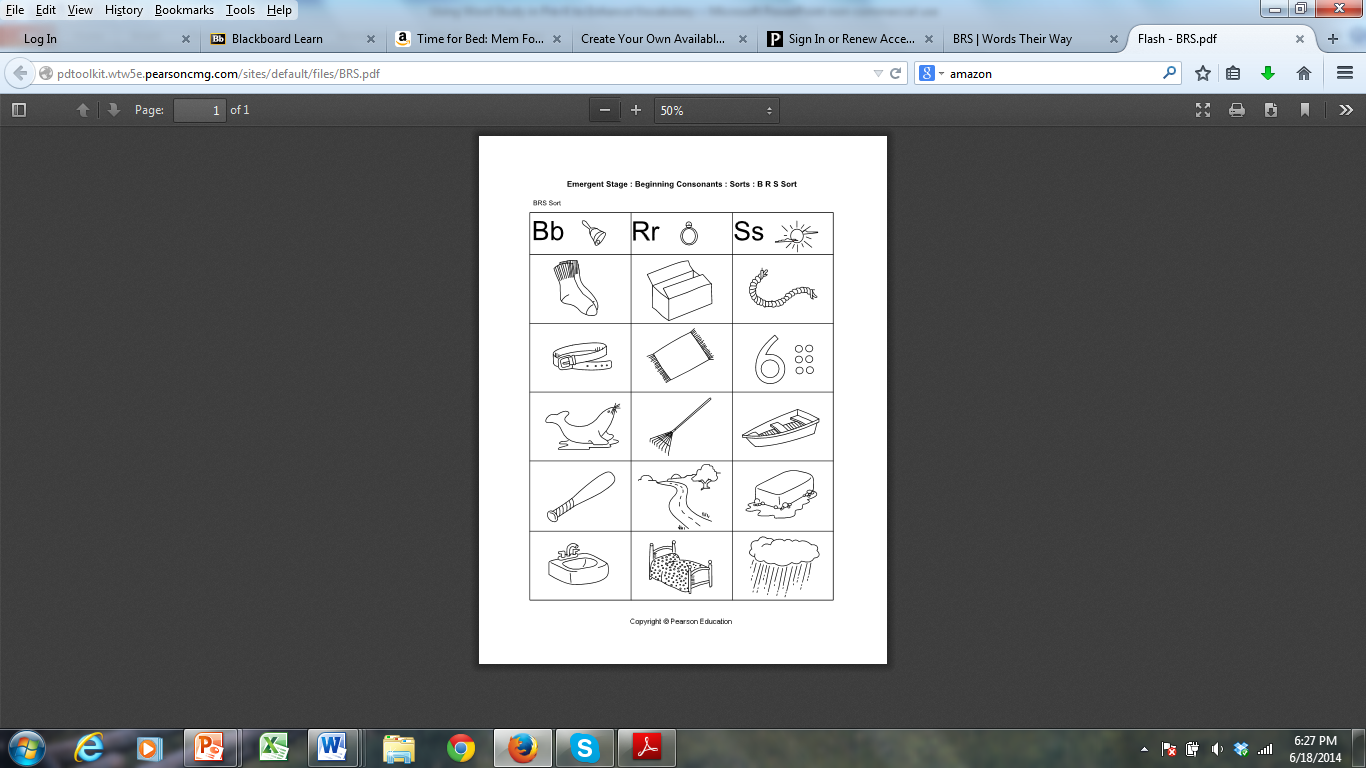 File Edit View History Bookmarks Tools Help
Log In
Bb Blackboard Learn
a Time for Bed: Mem Fo...
Create Your Own Availabl...
P Sign In or Renew Acce...
BRS | Words Their Way
Flash - BRS.pdf
pdtoolkit.wtw5e.pearsoncmg.com/sites/default/files/BRS.pdf
8 amazon
Page: 1 of 1
50%
Emergent Stage : Beginning Consonants : Sorts : B R S Sort
BRS Sort
Bb Rr Ss
6
Copyright © Pearson Education
6:27 PM
6/18/2014